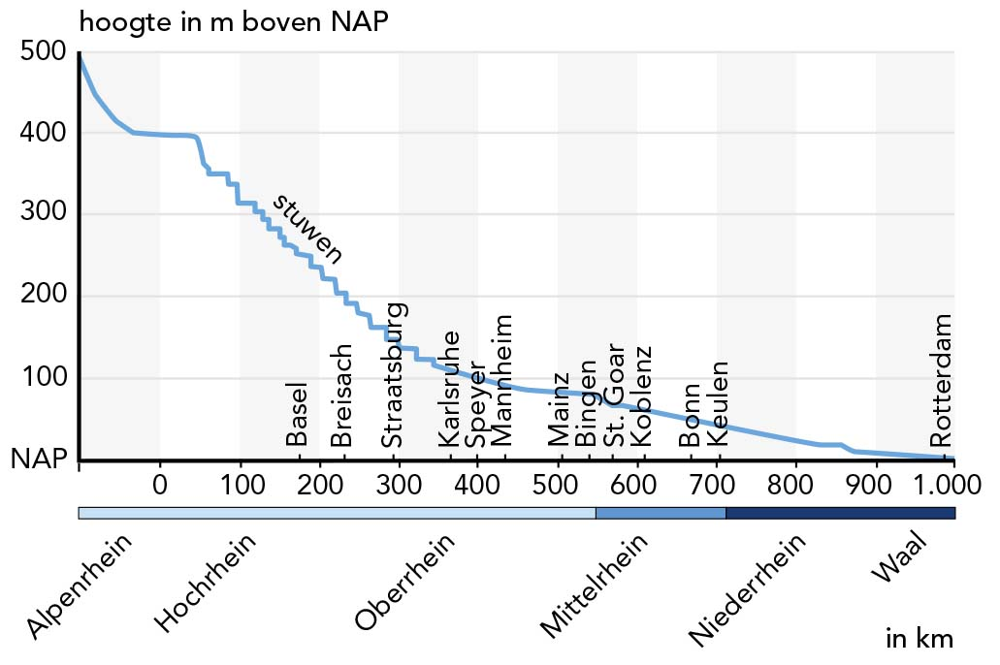 hoogte in m boven NAP
500
400
300
200
100
NAP
stuwen
Basel
Breisach
Straatsburg
Karlsruhe
Speyer
Mannheim
Mainz
Bingen
St. Goar
Koblenz
Bonn
Keulen
Rotterdam
0 100 200 300 400 500 600 700 800 900 1.000
Alpenrhein
Hochrhein
Oberrhein
Mittelrhein
Niederrhein
Waal
in km